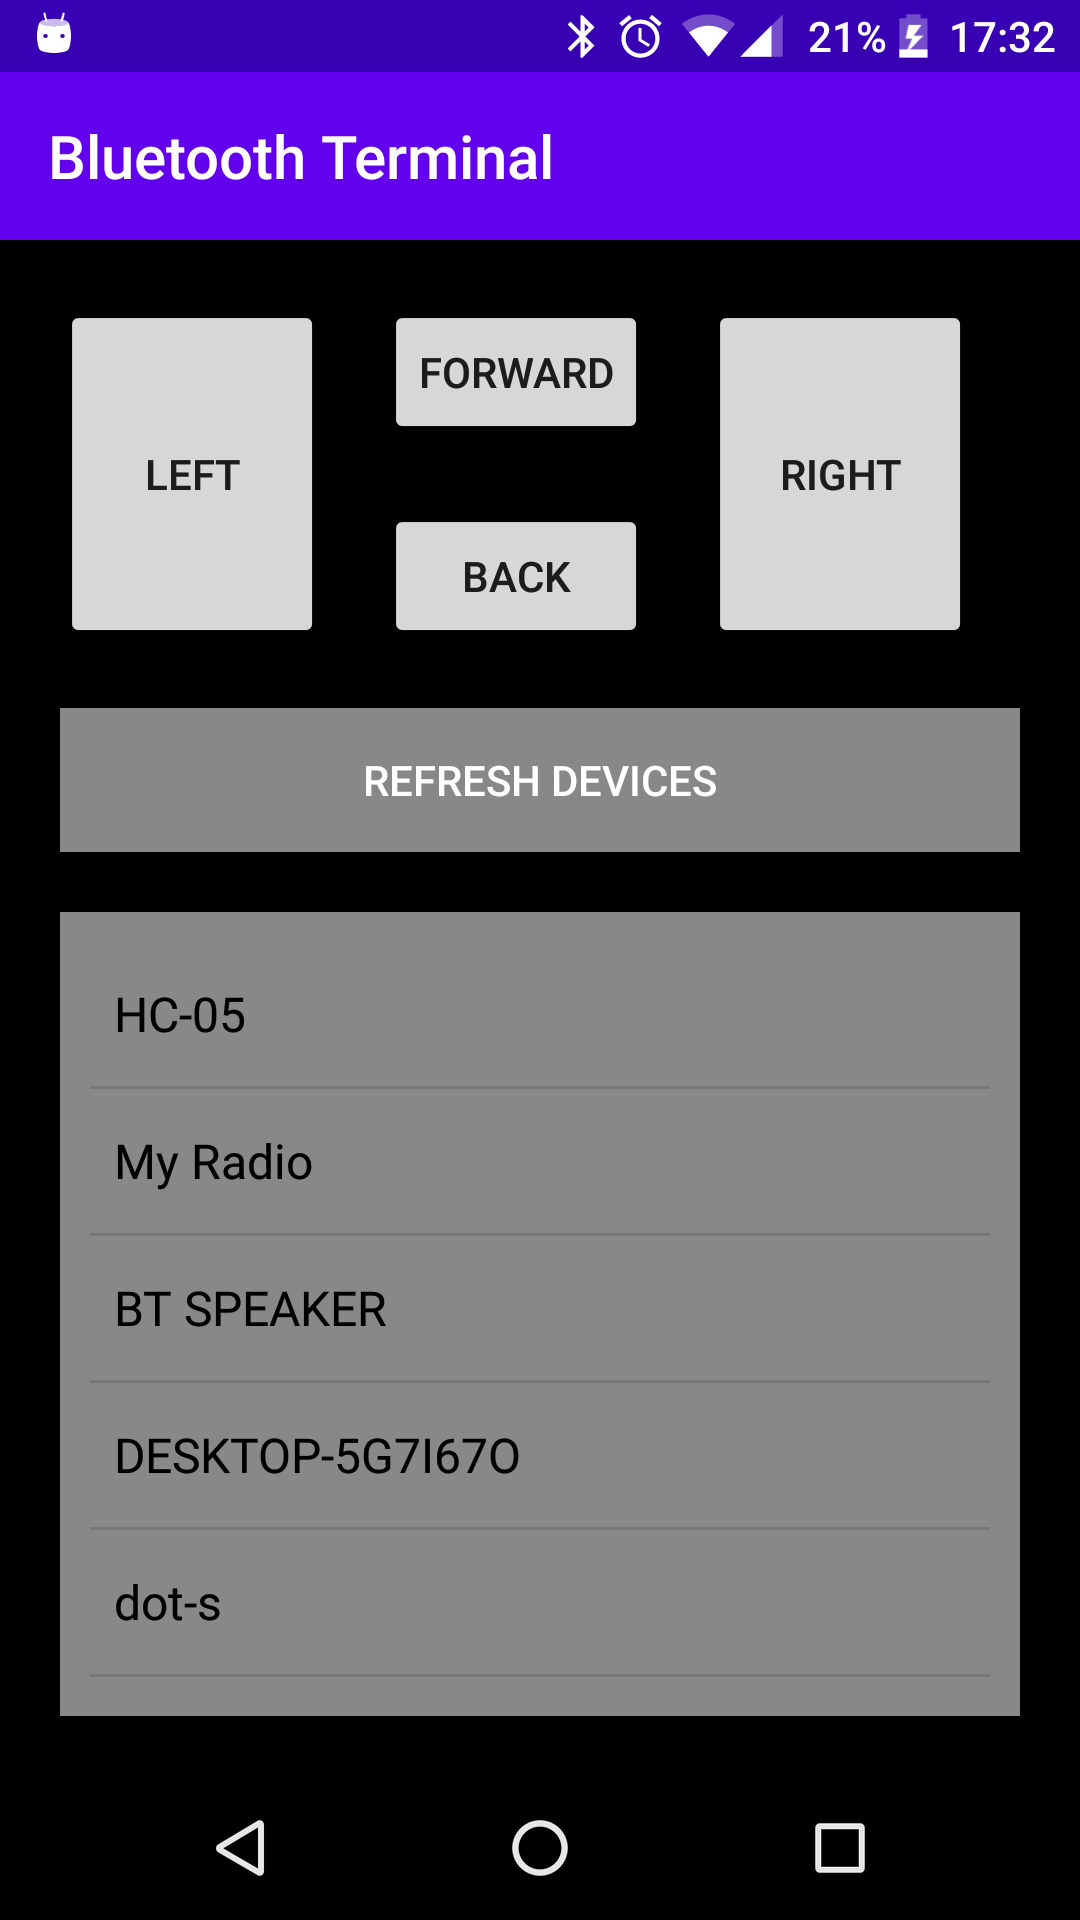 21% 17:32
Bluetooth Terminal
LEFT
FORWARD
BACK
RIGHT
REFRESH DEVICES
HC-05
My Radio
BT SPEAKER
DESKTOP-5G7I67O
dot-s